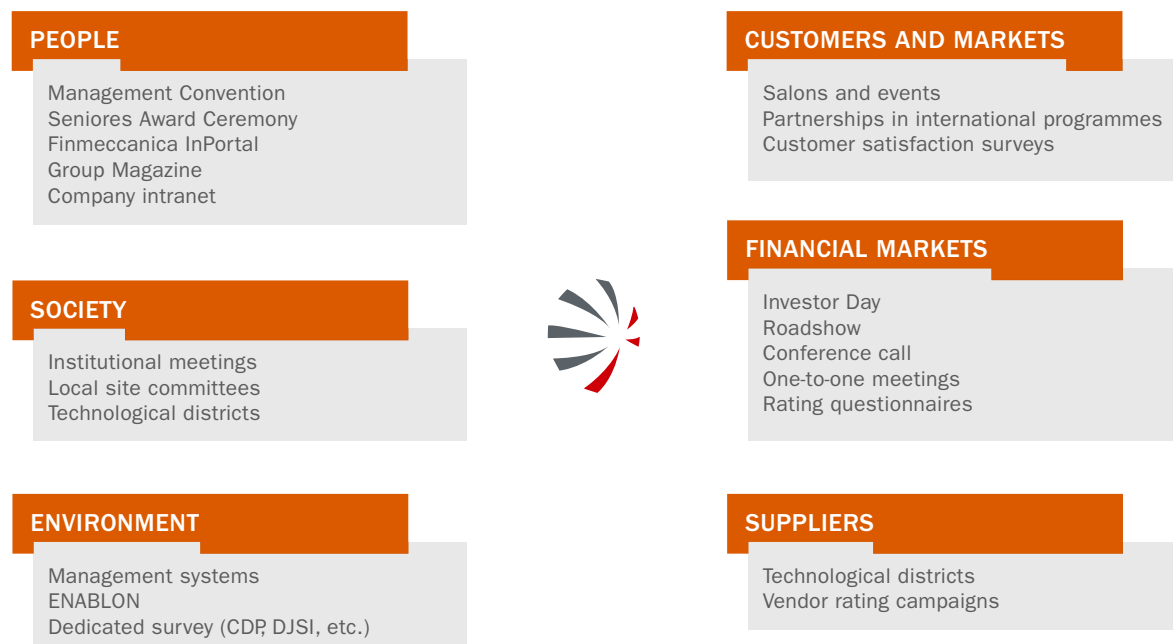 PEOPLE
Management Convention
Seniores Award Ceremony
Finmeccanica InPortal
Group Magazine
Company intranet
SOCIETY
Institutional meetings
Local site committees
Technological districts
ENVIRONMENT
Management systems
ENABLON
Dedicated survey (CDP, DJSI, etc.)
CUSTOMERS AND MARKETS
Salons and events
Partnerships in international programmes
Customer satisfaction surveys
FINANCIAL MARKETS
Investor Day
Roadshow
Conference call
One-to-one meetings
Rating questionnaires
SUPPLIERS
Technological districts
Vendor rating campaigns